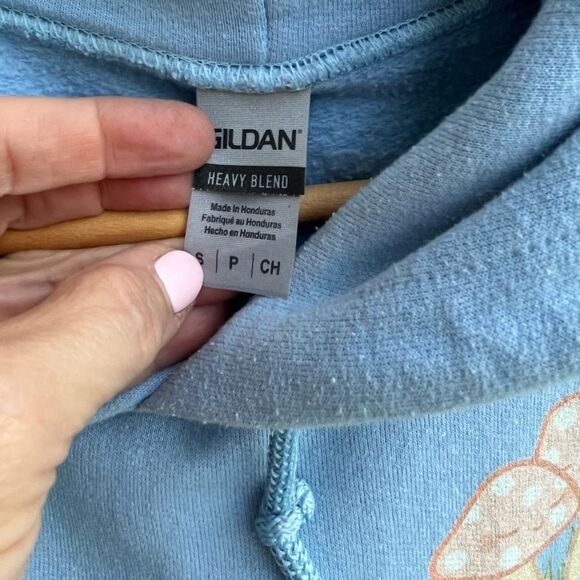 GILDAN®
HEAVY BLEND
Made in Honduras
Fabriqué au Honduras
Hecho en Honduras
S | P | CH